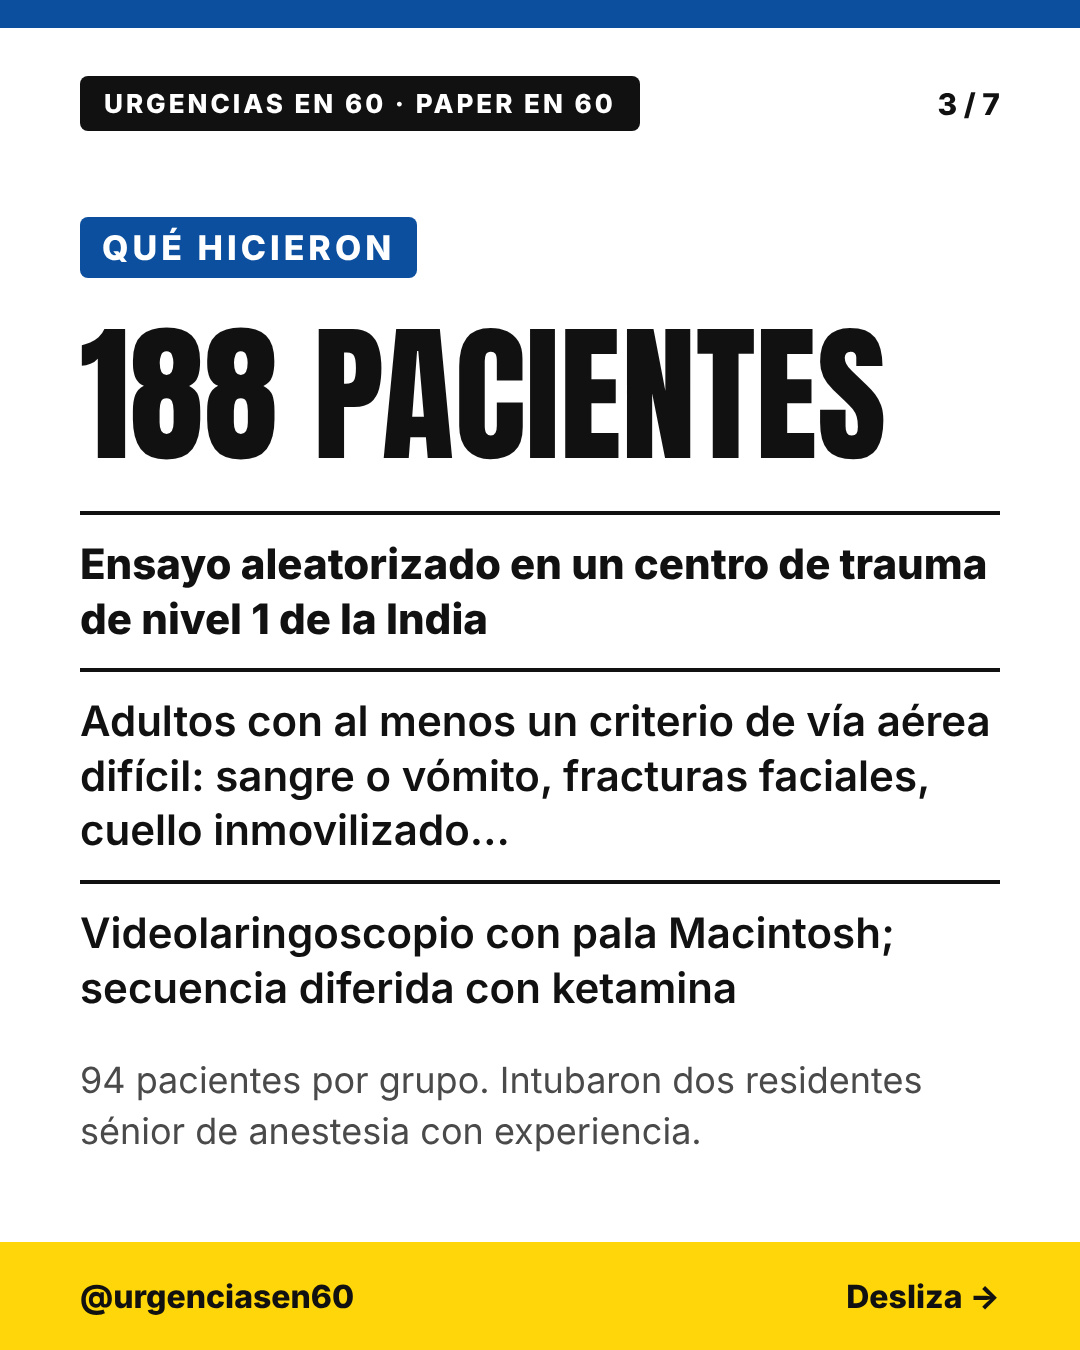 URGENCIAS EN 60 · PAPER EN 60
3 / 7
QUÉ HICIERON
188 PACIENTES
Ensayo aleatorizado en un centro de trauma
de nivel 1 de la India
Adultos con al menos un criterio de vía aérea
difícil: sangre o vómito, fracturas faciales,
cuello inmovilizado...
Videolaringoscopio con pala Macintosh;
secuencia diferida con ketamina
94 pacientes por grupo. Intubaron dos residentes
sénior de anestesia con experiencia.
@urgenciasen60
Desliza →